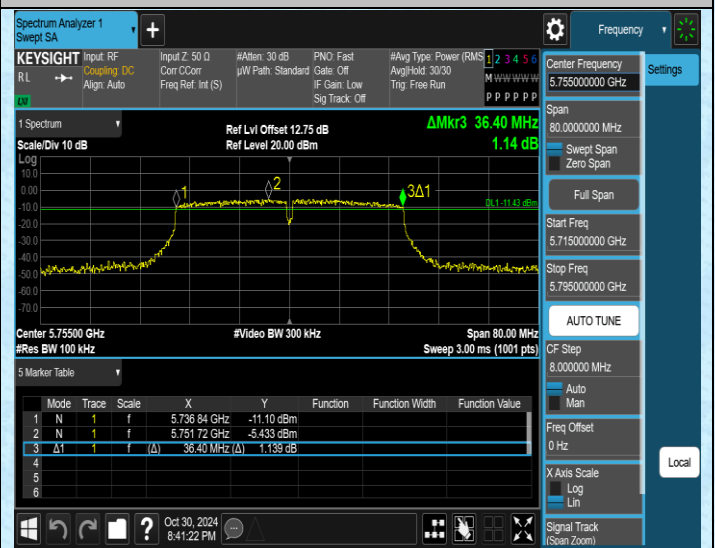 Spectrum Analyzer 1
Swept SA
+
Frequency
KEYSIGHT
RL
LNI
Input: RF
Coupling: DC
Align: Auto
Input Z: 50 Ω
Corr CCorr
Freq Ref: Int (S)
#Atten: 30 dB
µW Path: Standard
PNO: Fast
Gate: Off
IF Gain: Low
Sig Track: Off
#Avg Type: Power (RMS
Avg|Hold: 30/30
Trig: Free Run
1 2 3 4 5 6
M W W W W W
P P P P P P
1 Spectrum
Scale/Div 10 dB
Ref Lvl Offset 12.75 dB
Ref Level 20.00 dBm
ΔMkr3 36.40 MHz
1.14 dB
Log
10.0
0.00
-10.0
-20.0
-30.0
-40.0
-50.0
-60.0
-70.0
1
2
3Δ1
DL1 -11.43 dBm
Center 5.75500 GHz
#Res BW 100 kHz
#Video BW 300 kHz
Span 80.00 MHz
Sweep 3.00 ms (1001 pts)
5 Marker Table
Mode Trace Scale X Y Function Function Width Function Value
1 N 1 f 5.736 84 GHz -11.10 dBm
2 N 1 f 5.751 72 GHz -5.433 dBm
3 Δ1 1 f (Δ) 36.40 MHz (Δ) 1.139 dB
4
5
6
Center Frequency
5.755000000 GHz
Settings
Span
80.0000000 MHz
Swept Span
Zero Span
Full Span
Start Freq
5.715000000 GHz
Stop Freq
5.795000000 GHz
AUTO TUNE
CF Step
8.000000 MHz
Auto
Man
Freq Offset
0 Hz
X Axis Scale
Log
Lin
Signal Track
(Span Zoom)
Local
?
Oct 30, 2024
8:41:22 PM